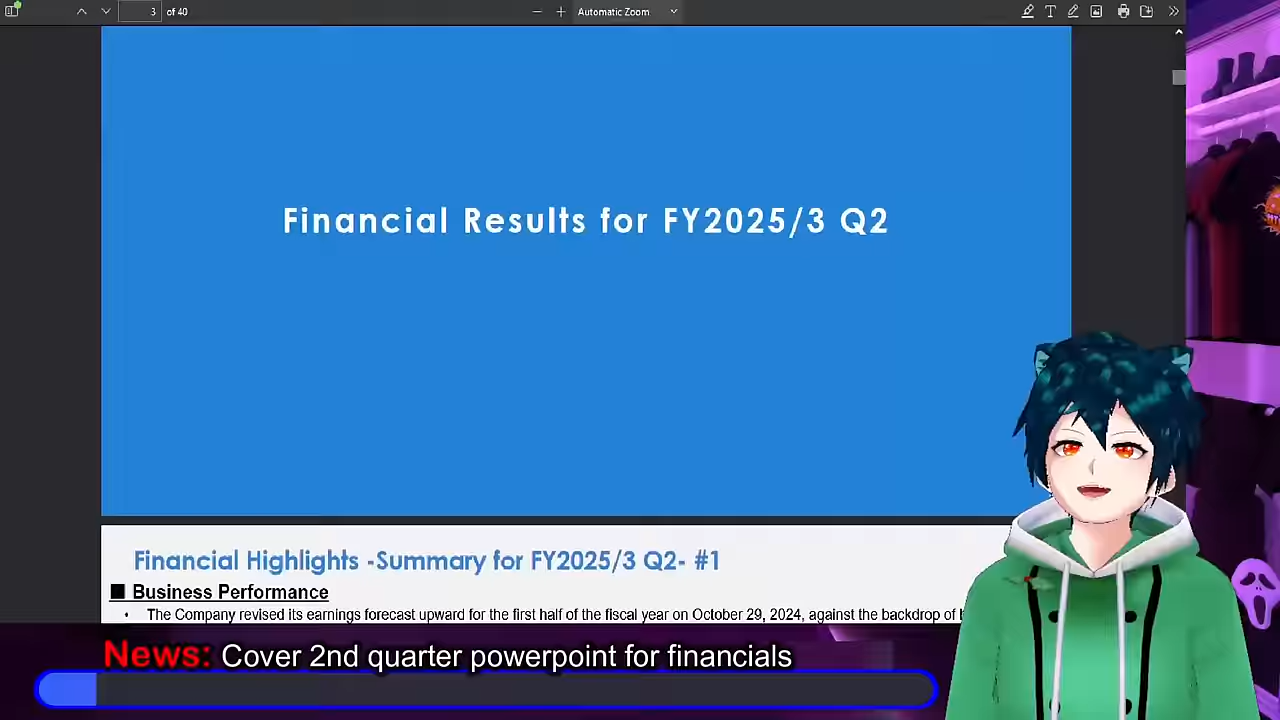 3 of 40
Automatic Zoom
Financial Results for FY2025/3 Q2
Financial Highlights -Summary for FY2025/3 Q2- #1
Business Performance
• The Company revised its earnings forecast upward for the first half of the fiscal year on October 29, 2024, against the backdrop of
News: Cover 2nd quarter powerpoint for financials